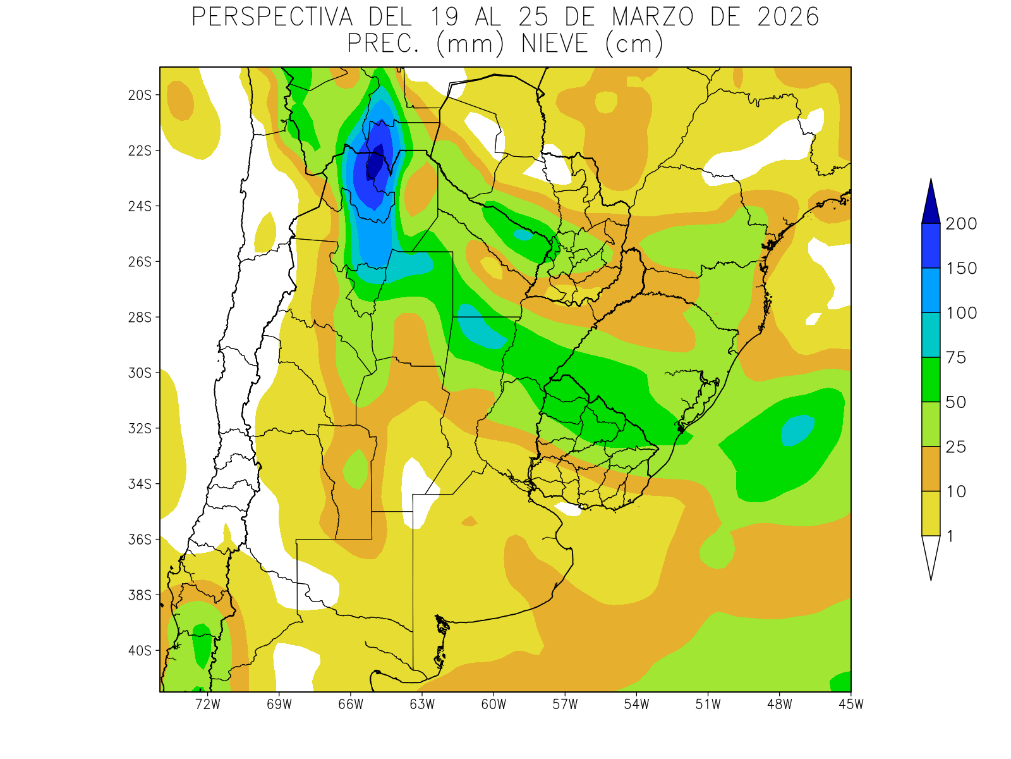 PERSPECTIVA DEL 19 AL 25 DE MARZO DE 2026
PREC. (mm) NIEVE (cm)
20S
22S
24S
26S
28S
30S
32S
34S
36S
38S
40S
72W
69W
66W
63W
60W
57W
54W
51W
48W
45W
200
150
100
75
50
25
10
1